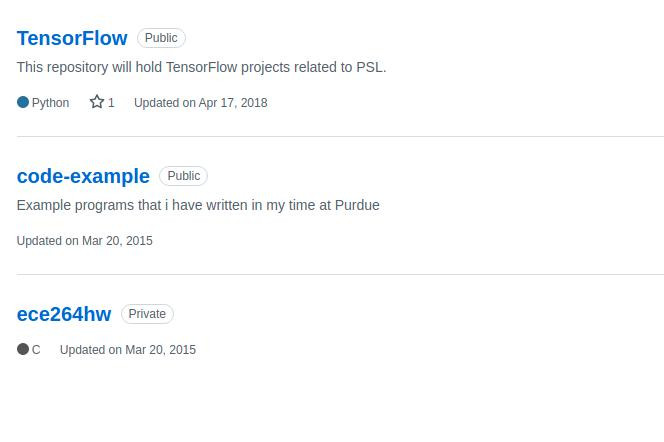 TensorFlow Public
This repository will hold TensorFlow projects related to PSL.
Python 1 Updated on Apr 17, 2018
code-example Public
Example programs that i have written in my time at Purdue
Updated on Mar 20, 2015
ece264hw Private
C Updated on Mar 20, 2015